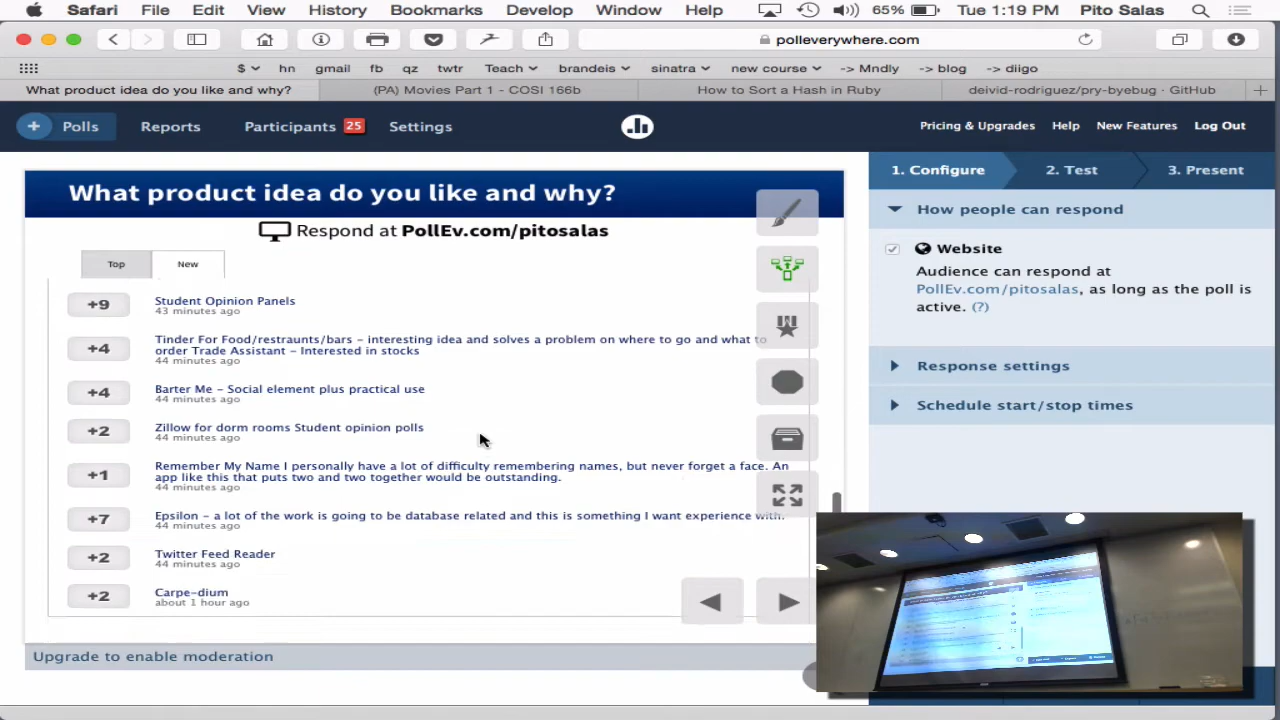 Safari File Edit View History Bookmarks Develop Window Help 65% Tue 1:19 PM Pito Salas
polleverywhere.com
$ hn gmail fb qz twtr Teach brandeis sinatra new course -> Mndly -> blog -> diigo
What product idea do you like and why? (PA) Movies Part 1 - COSI 166b How to Sort a Hash in Ruby deivid-rodriguez/pry-byebug · GitHub
+ Polls Reports Participants 25 Settings Pricing & Upgrades Help New Features Log Out
What product idea do you like and why?
Respond at PollEv.com/pitosalas
Top New
+9 Student Opinion Panels
43 minutes ago
+4 Tinder For Food/restraunts/bars - interesting idea and solves a problem on where to go and what to
order Trade Assistant - Interested in stocks
44 minutes ago
+4 Barter Me - Social element plus practical use
44 minutes ago
+2 Zillow for dorm rooms Student opinion polls
44 minutes ago
+1 Remember My Name I personally have a lot of difficulty remembering names, but never forget a face. An
app like this that puts two and two together would be outstanding.
44 minutes ago
+7 Epsilon - a lot of the work is going to be database related and this is something I want experience with.
44 minutes ago
+2 Twitter Feed Reader
44 minutes ago
+2 Carpe-dium
about 1 hour ago
Upgrade to enable moderation
1. Configure 2. Test 3. Present
How people can respond
Website
Audience can respond at
PollEv.com/pitosalas, as long as the poll is
active. (?)
Response settings
Schedule start/stop times